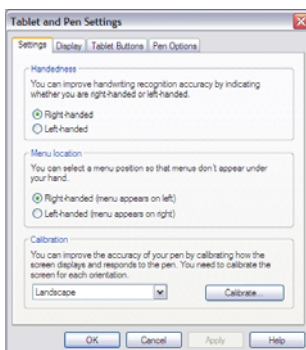 Tablet and Pen Settings
Settings Display Tablet Buttons Pen Options
Handedness
You can improve handwriting recognition accuracy by indicating
whether you are right-handed or left-handed.
Right-handed
Left-handed
Menu location
You can select a menu position so that menus don't appear under
your hand.
Right-handed (menu appears on left)
Left-handed (menu appears on right)
Calibration
You can improve the accuracy of your pen by calibrating how the
screen displays and responds to the pen. You need to calibrate the
screen for each orientation.
Landscape Calibrate...
OK Cancel Apply Help